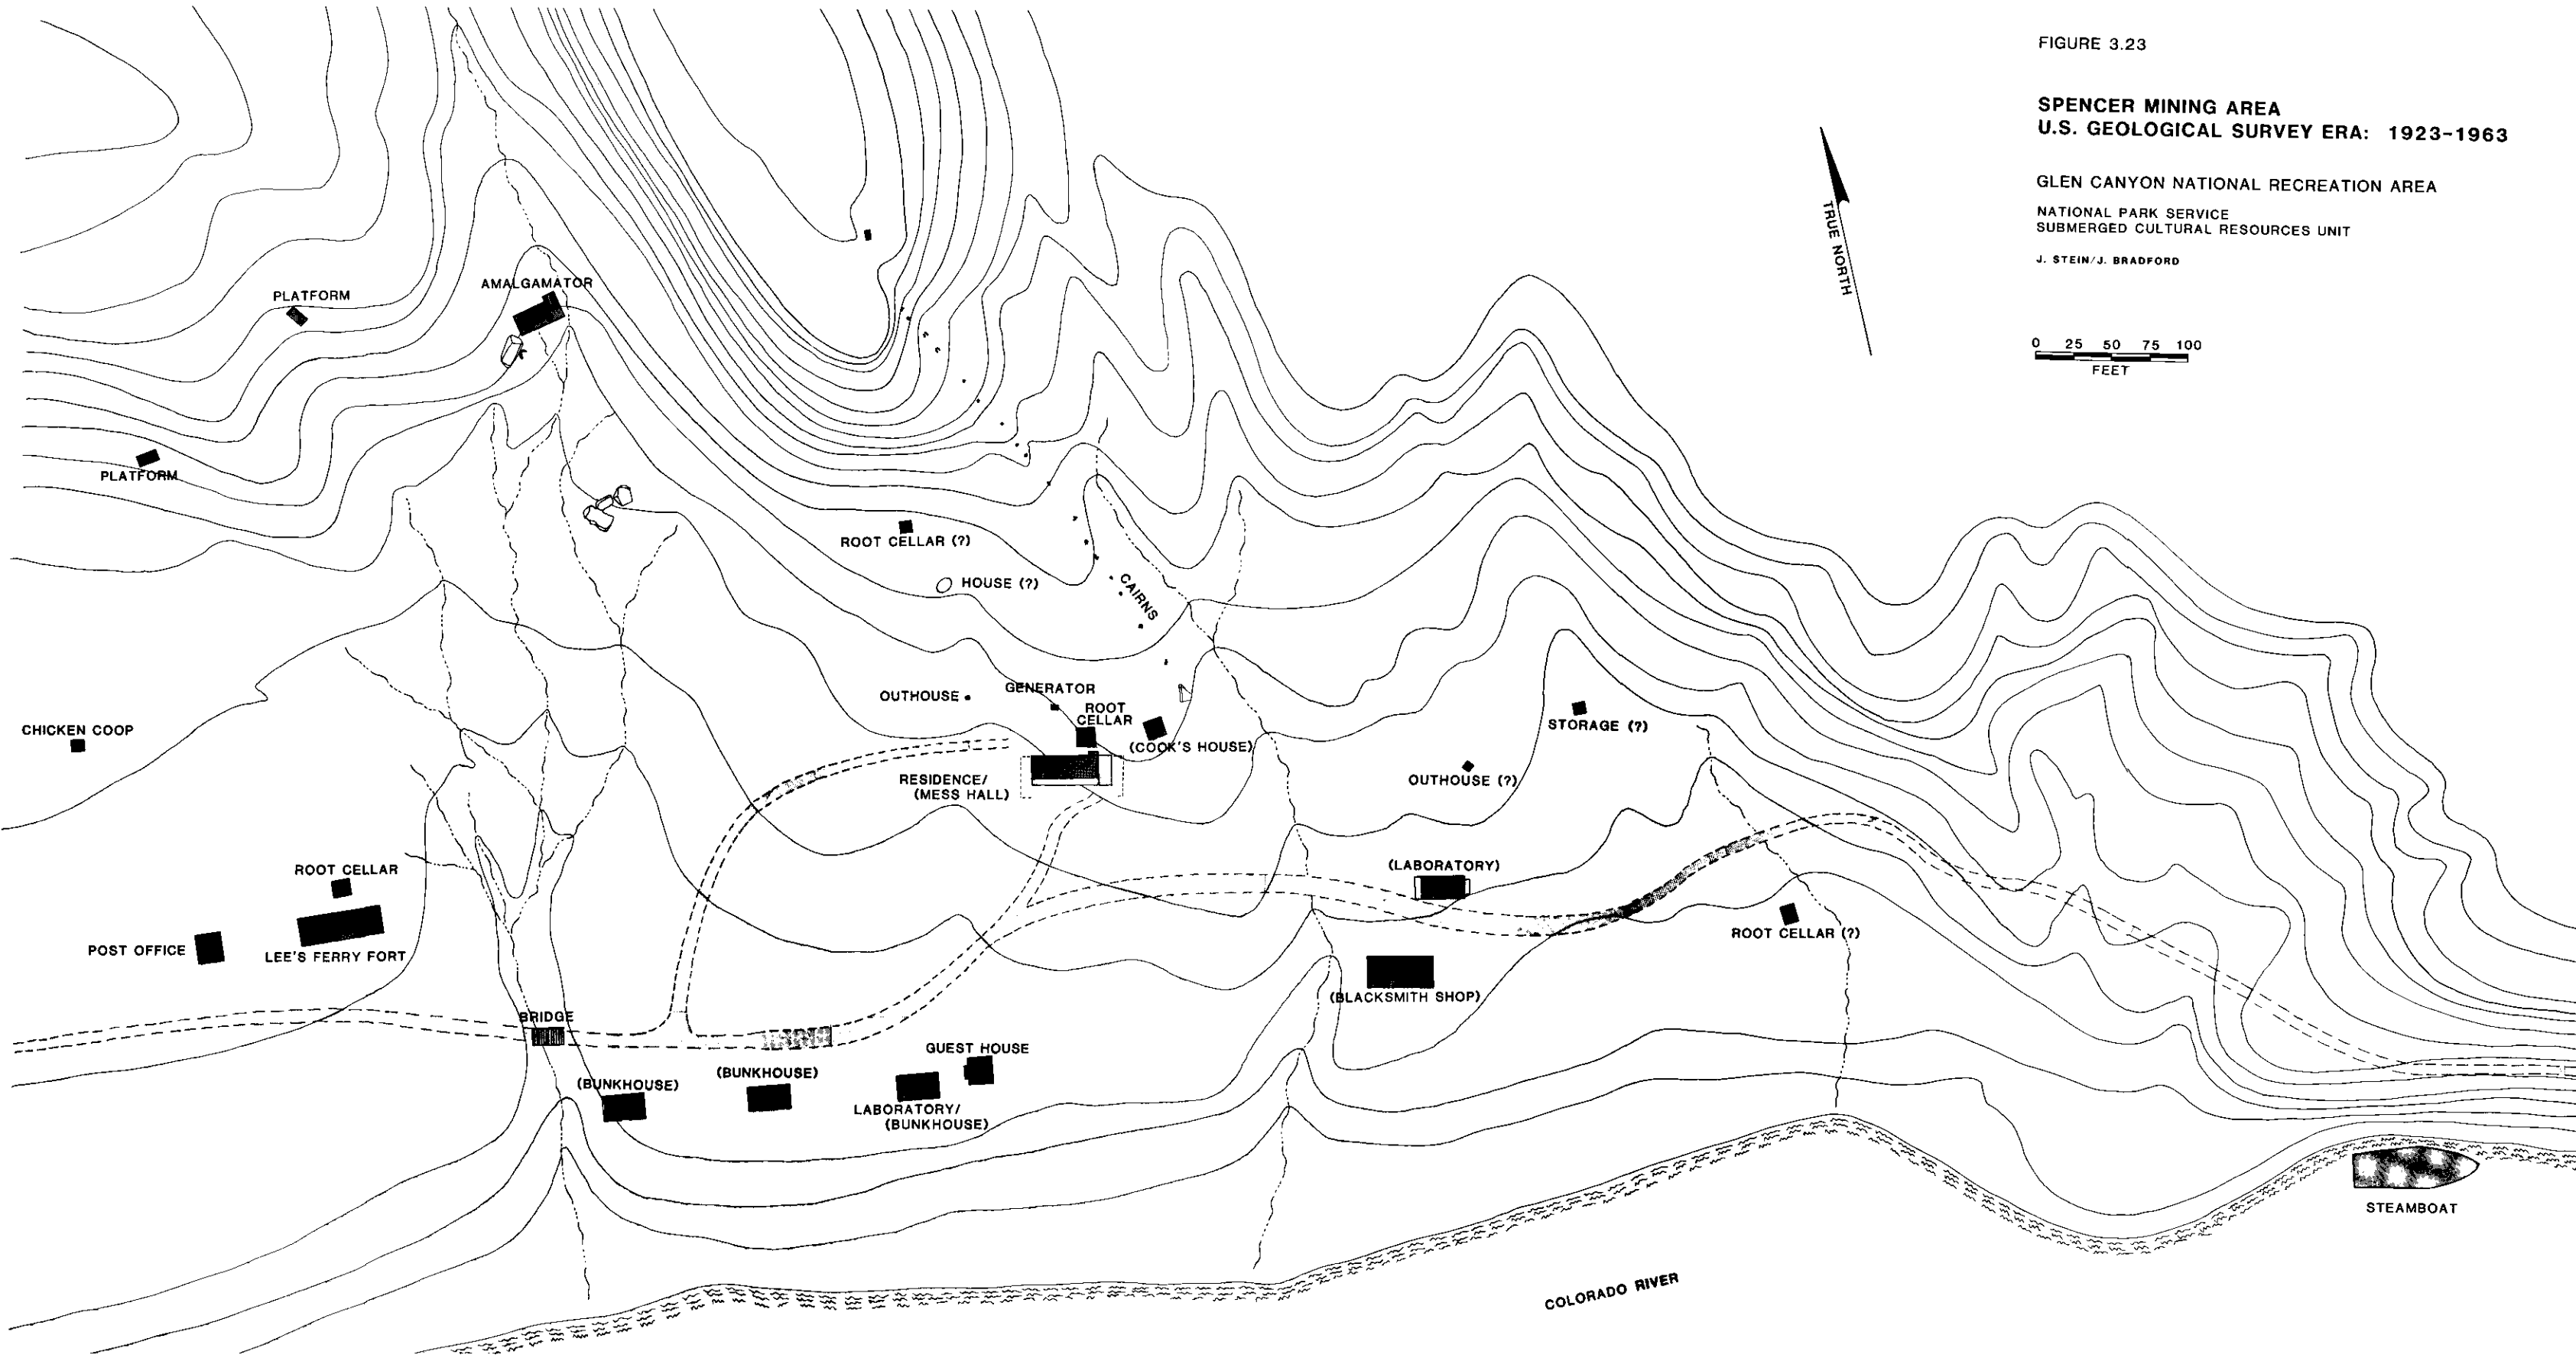 FIGURE 3.23
SPENCER MINING AREA
U.S. GEOLOGICAL SURVEY ERA: 1923-1963
GLEN CANYON NATIONAL RECREATION AREA
NATIONAL PARK SERVICE
SUBMERGED CULTURAL RESOURCES UNIT
J. STEIN/J. BRADFORD
TRUE NORTH
0 25 50 75 100
FEET
PLATFORM
AMALGAMATOR
PLATFORM
ROOT CELLAR (?)
HOUSE (?)
CAIRNS
OUTHOUSE
GENERATOR
ROOT
CELLAR
(COOK'S HOUSE)
STORAGE (?)
CHICKEN COOP
RESIDENCE/
(MESS HALL)
OUTHOUSE (?)
(LABORATORY)
ROOT CELLAR
POST OFFICE
LEE'S FERRY FORT
ROOT CELLAR (?)
(BLACKSMITH SHOP)
BRIDGE
(BUNKHOUSE)
(BUNKHOUSE)
GUEST HOUSE
LABORATORY/
(BUNKHOUSE)
STEAMBOAT
COLORADO RIVER